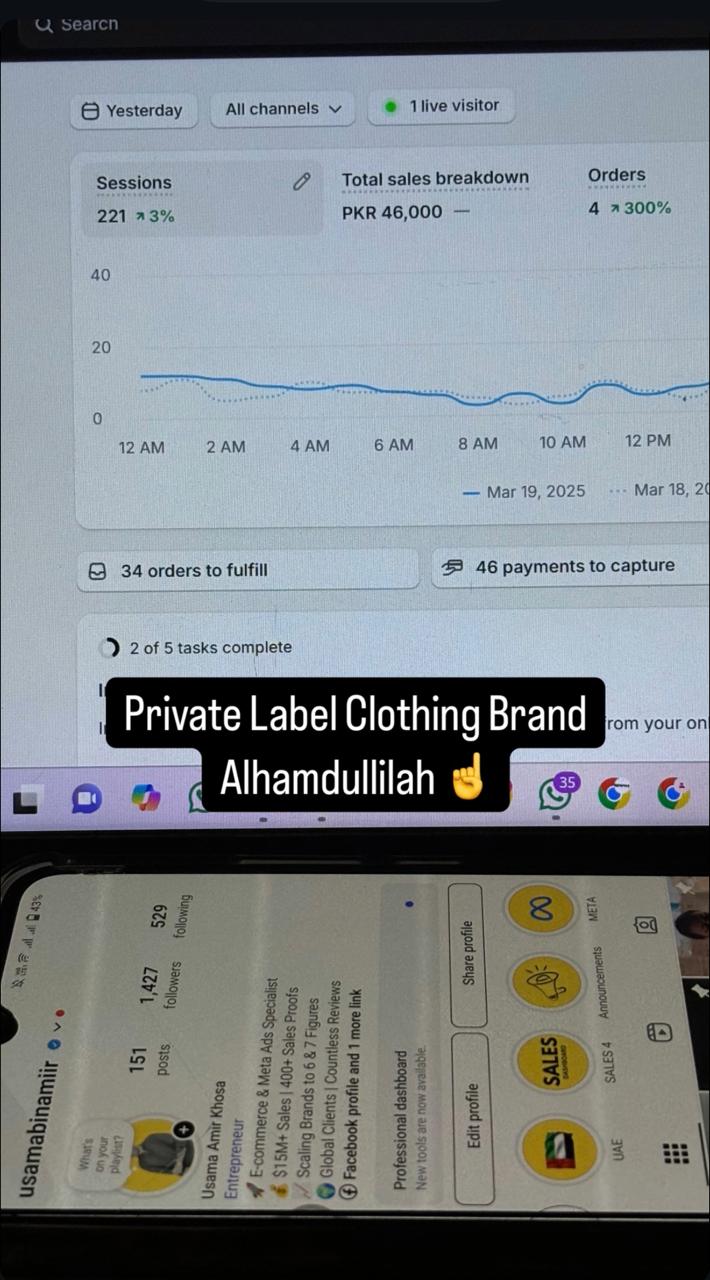 Search
Yesterday
All channels
1 live visitor
Sessions
Total sales breakdown
Orders
221 ↗ 3%
PKR 46,000 —
4 ↗ 300%
40
20
0
12 AM 2 AM 4 AM 6 AM 8 AM 10 AM 12 PM
Mar 19, 2025
Mar 18, 20
34 orders to fulfill
46 payments to capture
2 of 5 tasks complete
rom your onl
Private Label Clothing Brand
Alhamdullilah ☝️
35
43%
usamabinamiir
What's
on your
playlist?
151
posts
1,427
followers
529
following
Usama Amir Khosa
Entrepreneur
🚀 E-commerce & Meta Ads Specialist
💰 $15M+ Sales | 400+ Sales Proofs
📈 Scaling Brands to 6 & 7 Figures
🌍 Global Clients | Countless Reviews
Facebook profile and 1 more link
Professional dashboard
New tools are now available.
Edit profile
Share profile
SALES
DASHBOARD
UAE
SALES 4
Announcements
META